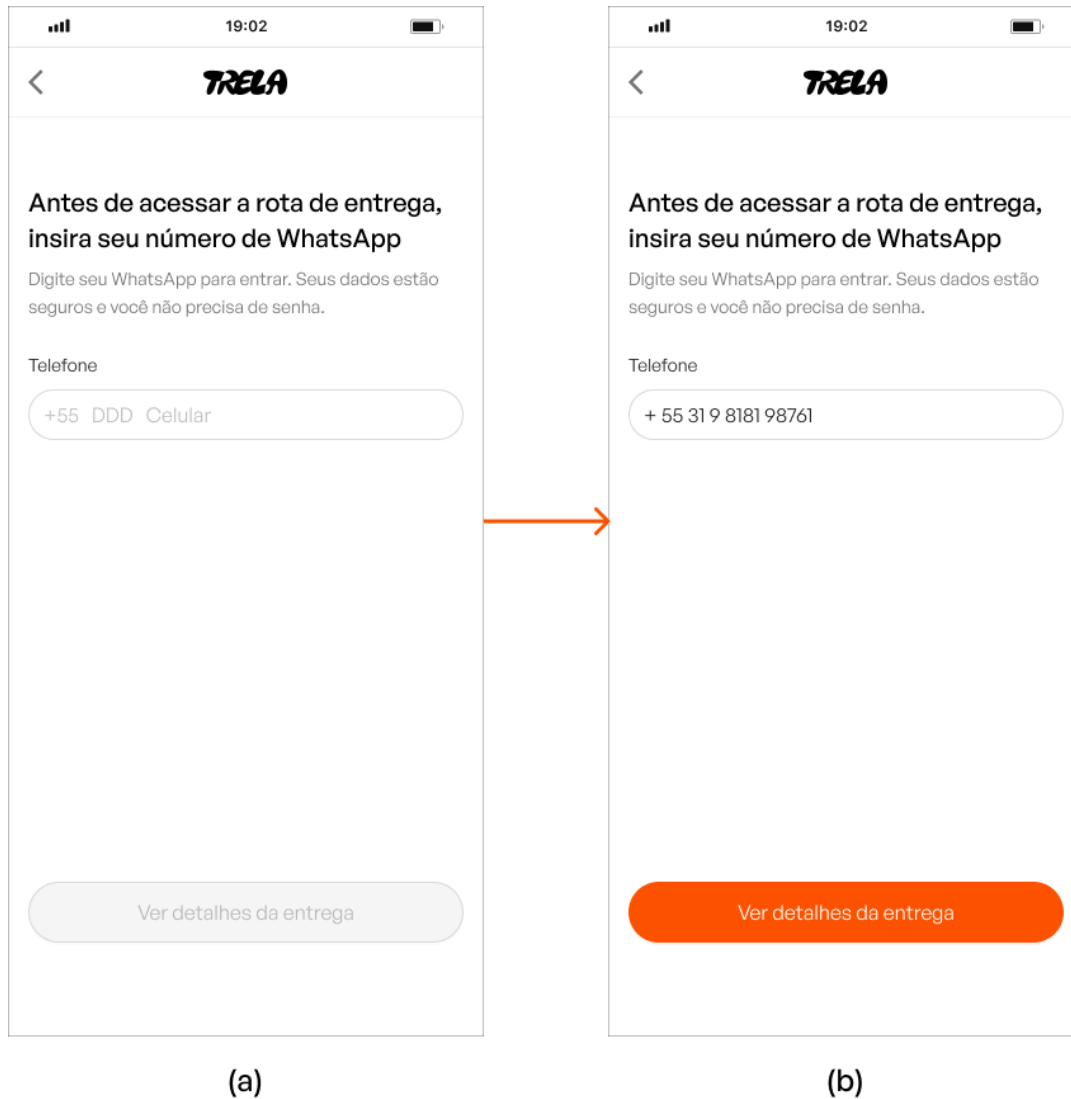 19:02
TRELA
Antes de acessar a rota de entrega,
insira seu número de WhatsApp
Digite seu WhatsApp para entrar. Seus dados estão
seguros e você não precisa de senha.
Telefone
+55 DDD Celular
Ver detalhes da entrega
(a)
19:02
TRELA
Antes de acessar a rota de entrega,
insira seu número de WhatsApp
Digite seu WhatsApp para entrar. Seus dados estão
seguros e você não precisa de senha.
Telefone
+ 55 31 9 8181 98761
Ver detalhes da entrega
(b)